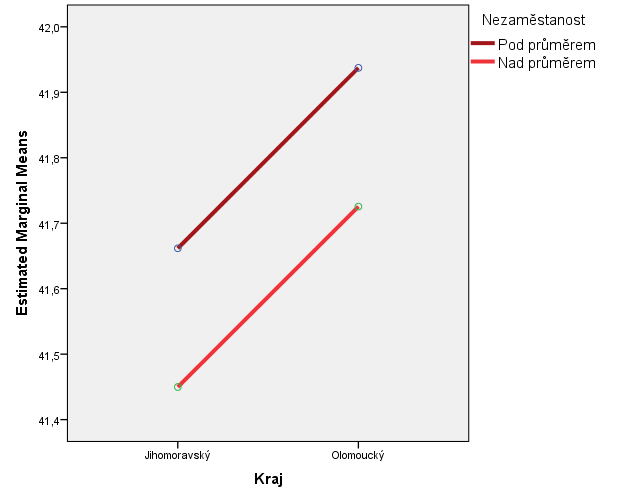 Nezaměstanost
Pod průměrem
Nad průměrem
Estimated Marginal Means
42,0
41,9
41,8
41,7
41,6
41,5
41,4
Jihomoravský
Olomoucký
Kraj